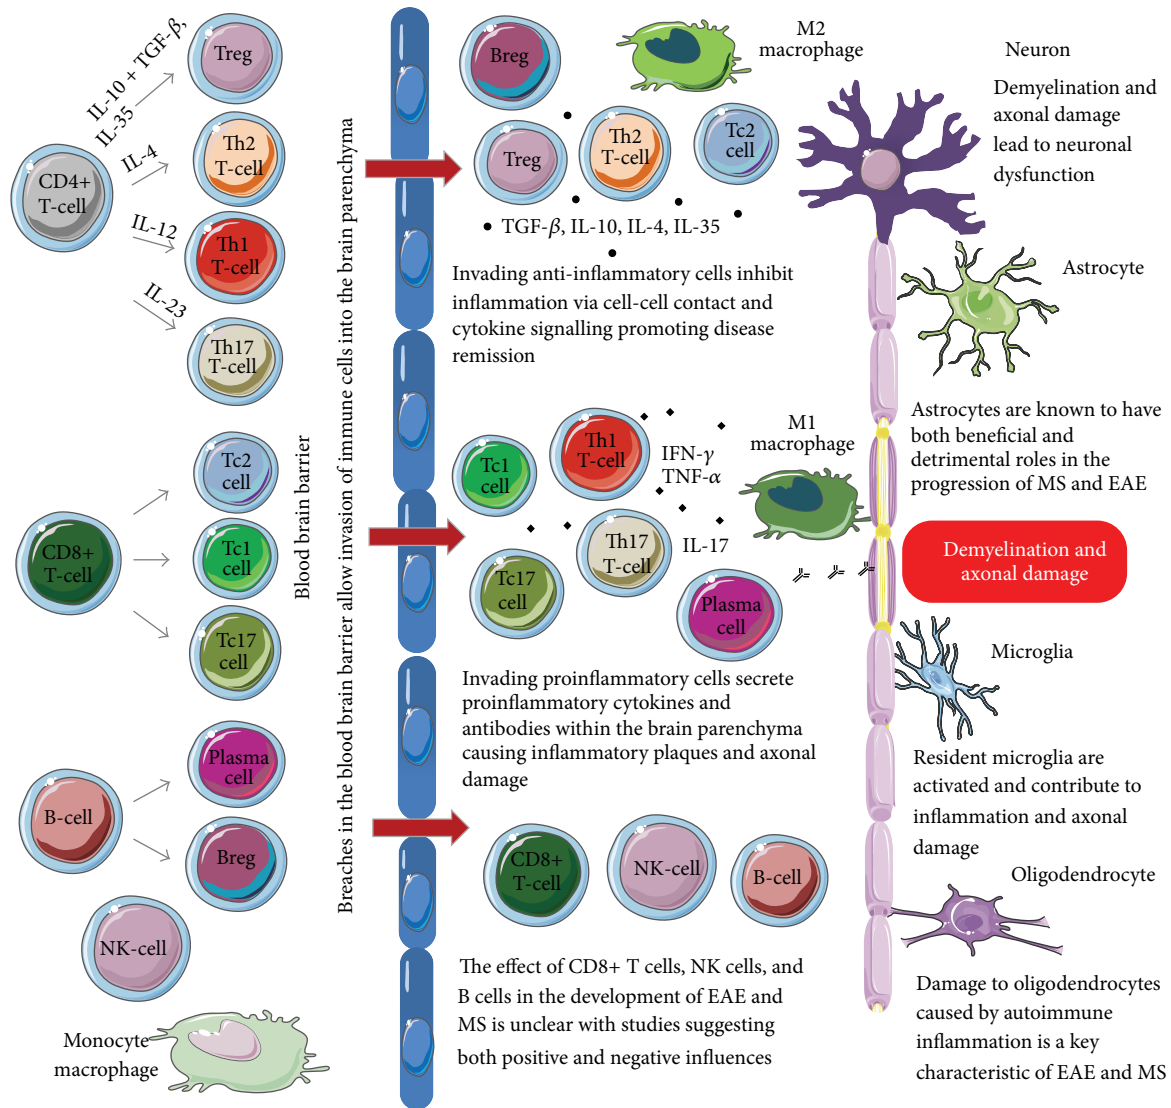 IL-10 + TGF-β,
IL-35
Treg
IL-4
Th2
T-cell
CD4+
T-cell
IL-12
Th1
T-cell
IL-23
Th17
T-cell
Tc2
cell
CD8+
T-cell
Tc1
cell
Tc17
cell
Plasma
cell
B-cell
Breg
NK-cell
Monocyte
macrophage
Blood brain barrier
Breaches in the blood brain barrier allow invasion of immune cells into the brain parenchyma
Breg
M2
macrophage
Treg
Th2
T-cell
Tc2
cell
TGF-β, IL-10, IL-4, IL-35
Invading anti-inflammatory cells inhibit
inflammation via cell-cell contact and
cytokine signalling promoting disease
remission
Tc1
cell
Th1
T-cell
IFN-γ
TNF-α
M1
macrophage
Th17
T-cell
IL-17
Tc17
cell
Plasma
cell
Invading proinflammatory cells secrete
proinflammatory cytokines and
antibodies within the brain parenchyma
causing inflammatory plaques and axonal
damage
CD8+
T-cell
NK-cell
B-cell
The effect of CD8+ T cells, NK cells, and
B cells in the development of EAE and
MS is unclear with studies suggesting
both positive and negative influences
Neuron
Demyelination and
axonal damage
lead to neuronal
dysfunction
Astrocyte
Astrocytes are known to have
both beneficial and
detrimental roles in the
progression of MS and EAE
Demyelination and
axonal damage
Microglia
Resident microglia are
activated and contribute to
inflammation and axonal
damage
Oligodendrocyte
Damage to oligodendrocytes
caused by autoimmune
inflammation is a key
characteristic of EAE and MS